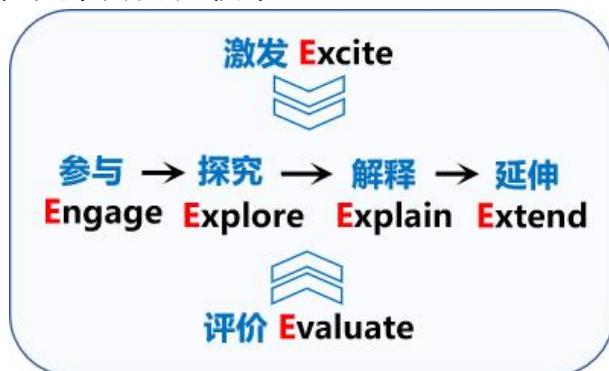 激发 Excite
参与 → 探究 → 解释 → 延伸
Engage Explore Explain Extend
评价 Evaluate